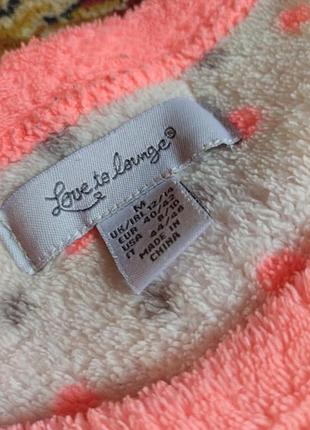 Love to lounge®
M
UK/IRL 12/14
EUR 40/42
USA 8/10
IT 44/46
MADE IN
CHINA